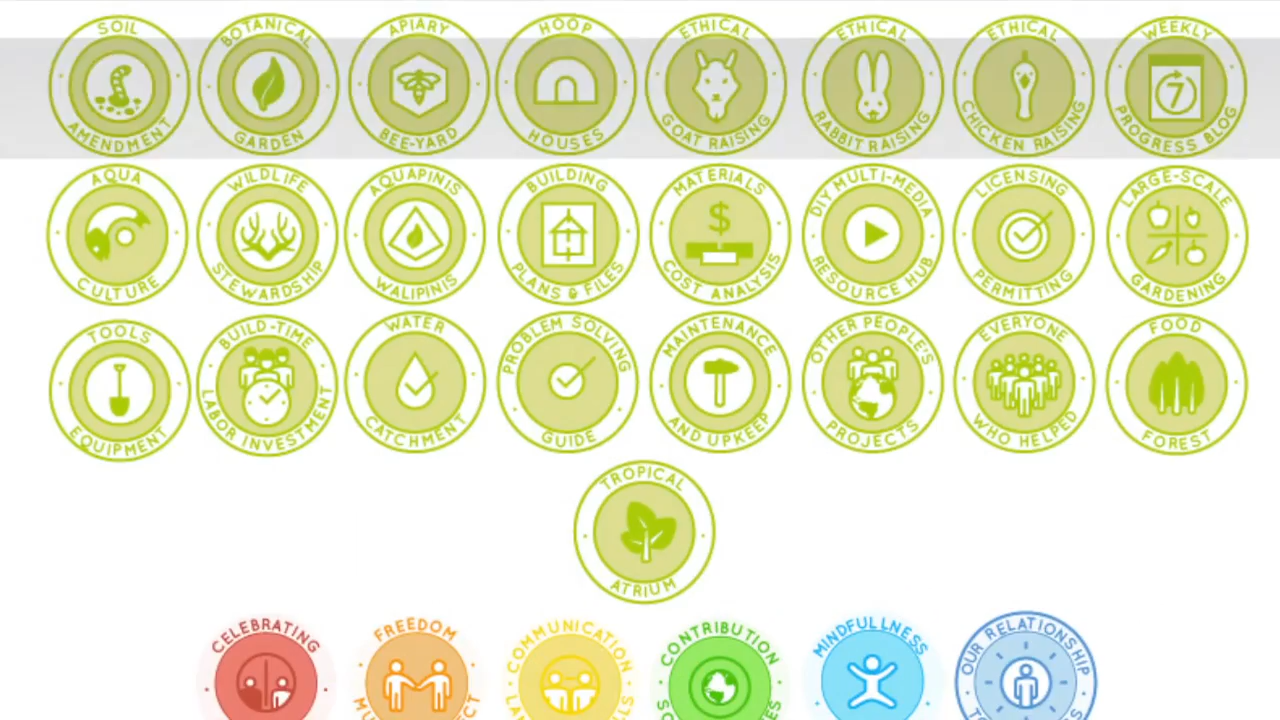 SOIL AMENDMENT
BOTANICAL GARDEN
APIARY BEE-YARD
HOOP HOUSES
ETHICAL GOAT RAISING
ETHICAL RABBIT RAISING
ETHICAL CHICKEN RAISING
WEEKLY 7 PROGRESS BLOG
AQUA CULTURE
WILDLIFE STEWARDSHIP
AQUAPINIS WALIPINIS
BUILDING PLANS & FILES
MATERIALS $ COST ANALYSIS
DIY MULTI-MEDIA RESOURCE HUB
LICENSING PERMITTING
LARGE-SCALE GARDENING
TOOLS EQUIPMENT
BUILD-TIME LABOR INVESTMENT
WATER CATCHMENT
PROBLEM SOLVING GUIDE
MAINTENANCE AND UPKEEP
OTHER PEOPLE'S PROJECTS
EVERYONE WHO HELPED
FOOD FOREST
TROPICAL ATRIUM
CELEBRATING
FREEDOM
COMMUNICATION
CONTRIBUTION
MINDFULLNESS
OUR RELATIONSHIP